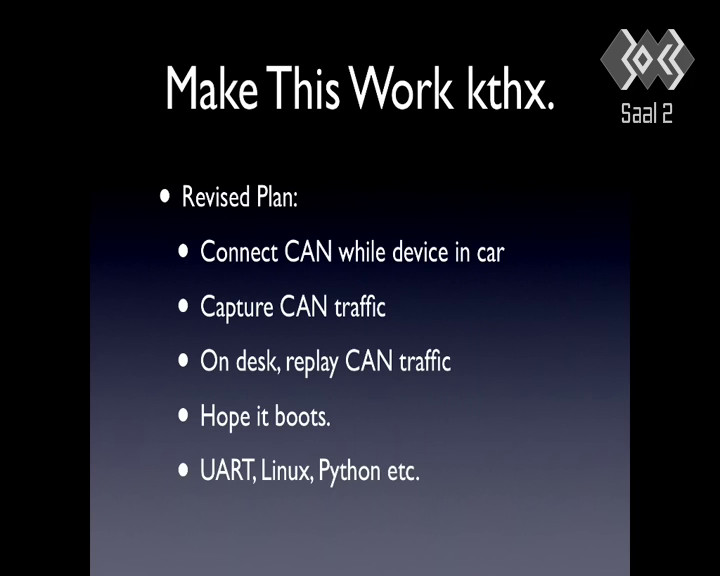 Make This Work kthx.
Saal 2
• Revised Plan:
• Connect CAN while device in car
• Capture CAN traffic
• On desk, replay CAN traffic
• Hope it boots.
• UART, Linux, Python etc.